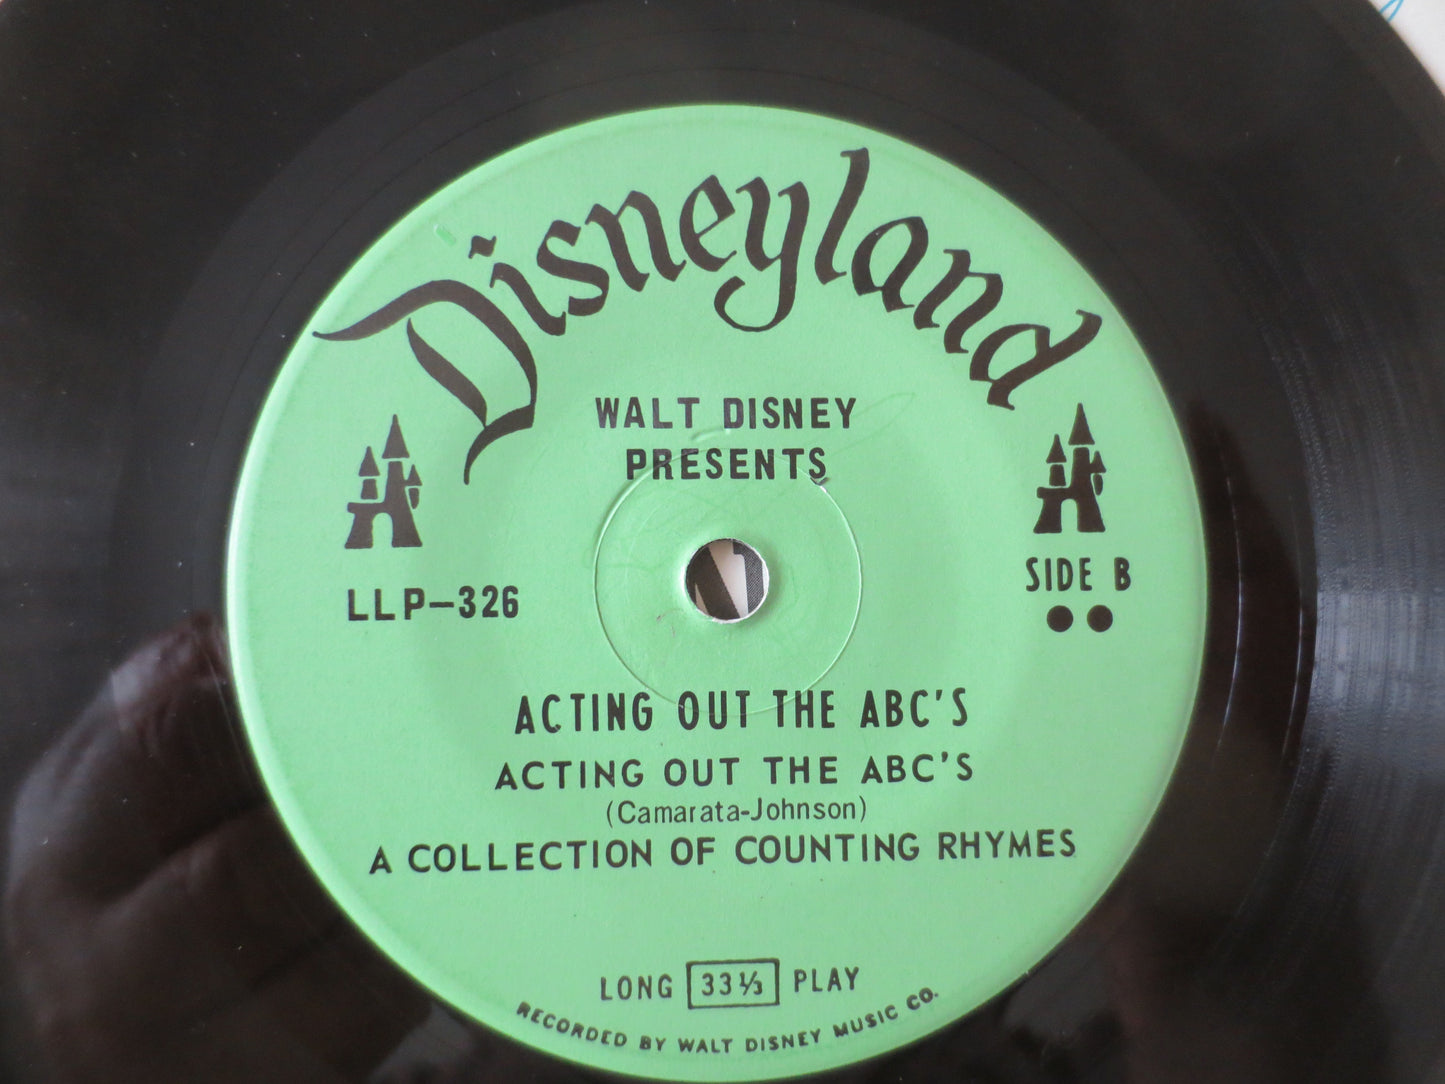 Disneyland
WALT DISNEY
PRESENTS
LLP-326
SIDE B
ACTING OUT THE ABC'S
ACTING OUT THE ABC'S
(Camarata-Johnson)
A COLLECTION OF COUNTING RHYMES
LONG 33⅓ PLAY
RECORDED BY WALT DISNEY MUSIC CO.